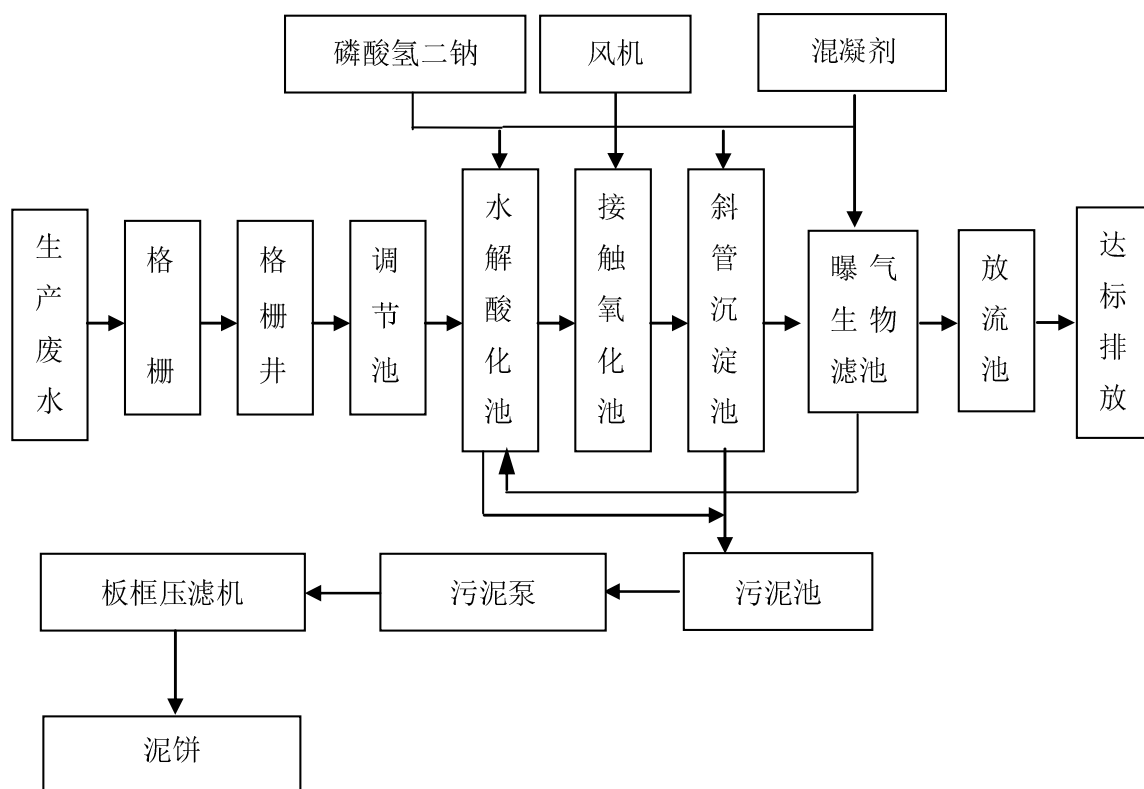 磷酸氢二钠
风机
混凝剂
生产废水
格栅
格栅井
调节池
水解酸化池
接触氧化池
斜管沉淀池
曝气
生物
滤池
放流池
达标排放
板框压滤机
污泥泵
污泥池
泥饼